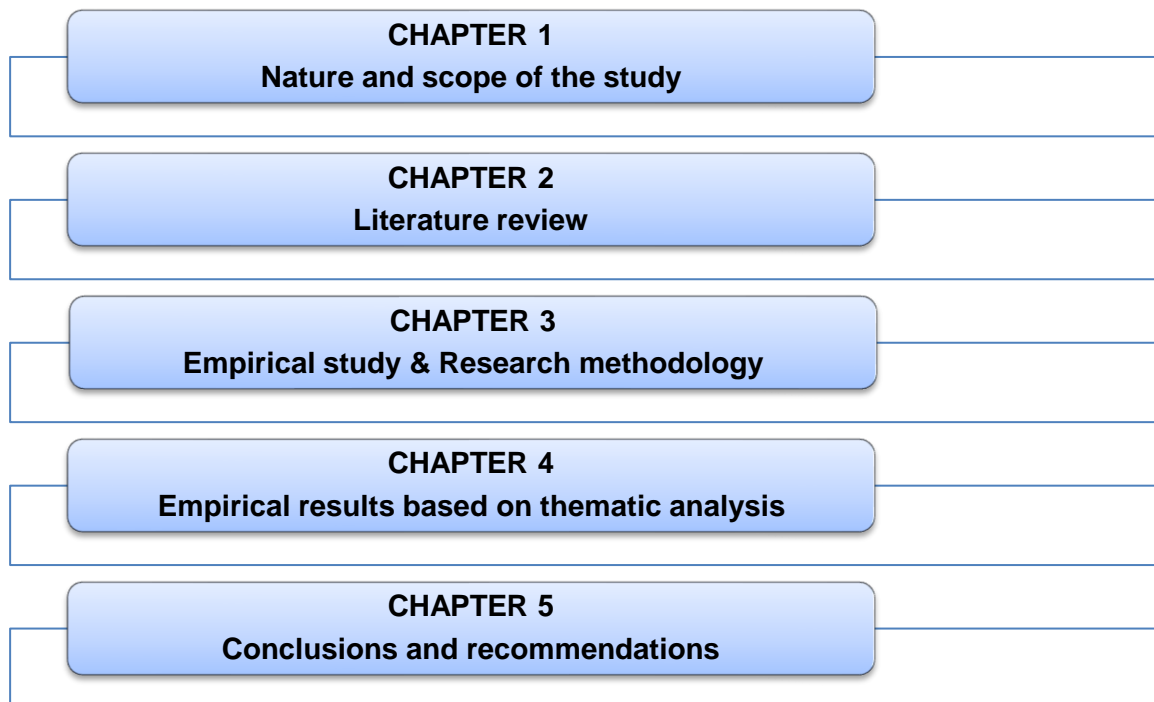 CHAPTER 1
Nature and scope of the study
CHAPTER 2
Literature review
CHAPTER 3
Empirical study & Research methodology
CHAPTER 4
Empirical results based on thematic analysis
CHAPTER 5
Conclusions and recommendations